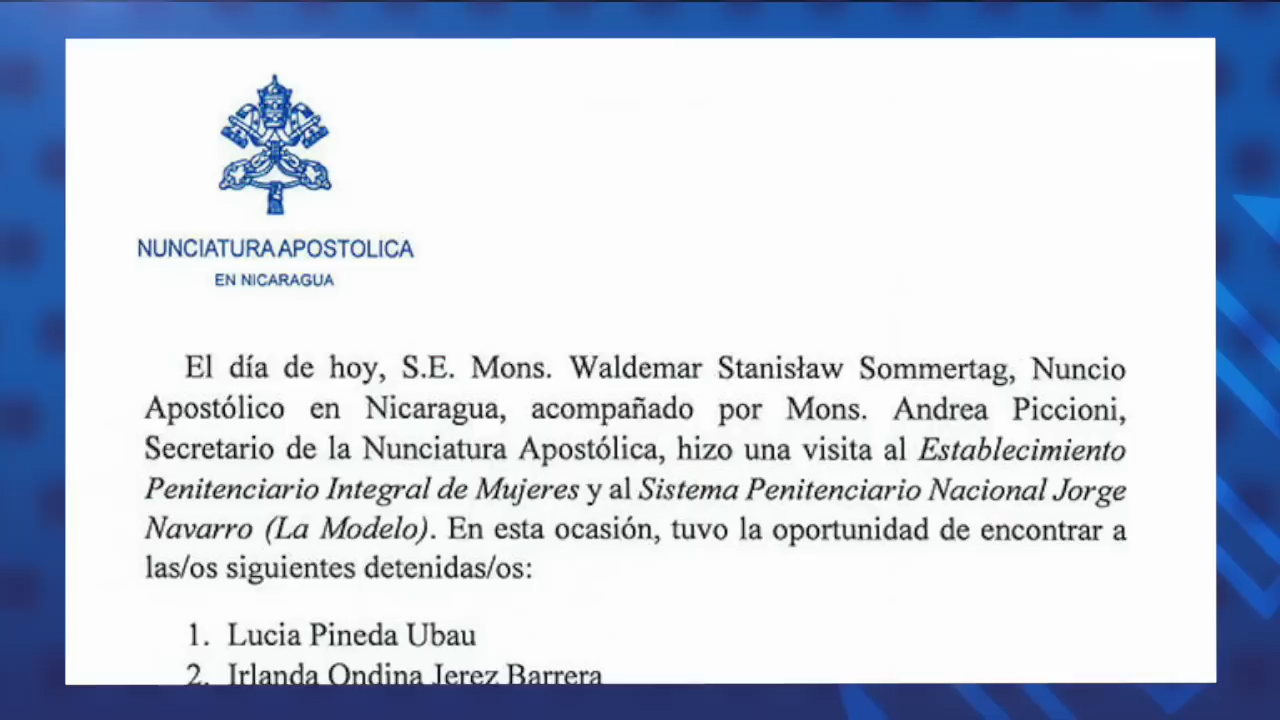 NUNCIATURA APOSTOLICA
EN NICARAGUA
El día de hoy, S.E. Mons. Waldemar Stanisław Sommertag, Nuncio
Apostólico en Nicaragua, acompañado por Mons. Andrea Piccioni,
Secretario de la Nunciatura Apostólica, hizo una visita al Establecimiento
Penitenciario Integral de Mujeres y al Sistema Penitenciario Nacional Jorge
Navarro (La Modelo). En esta ocasión, tuvo la oportunidad de encontrar a
las/os siguientes detenidas/os:
1. Lucia Pineda Ubau
2. Irlanda Ondina Jerez Barrera